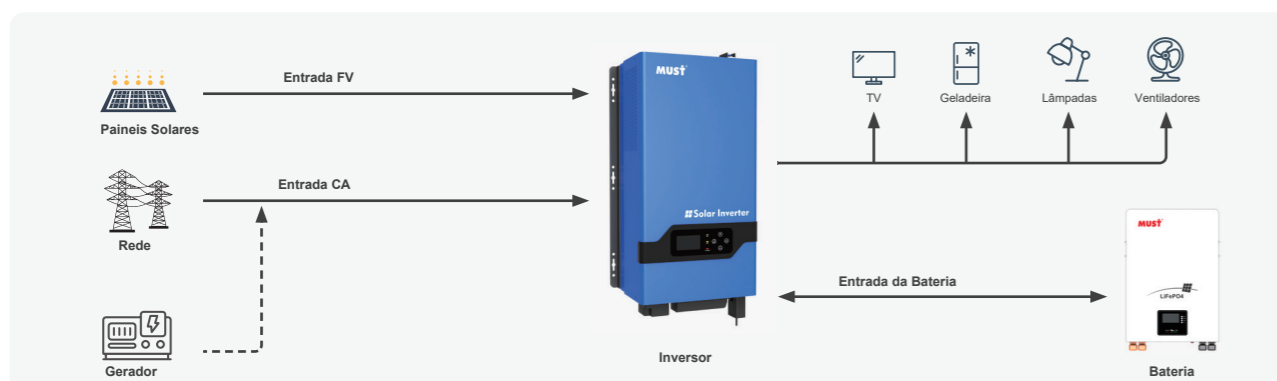 Entrada FV
Paineis Solares
Entrada CA
Rede
Gerador
MUST
Solar Inverter
Inversor
TV
Geladeira
Lâmpadas
Ventiladores
Entrada da Bateria
MUST
LiFePO4
Bateria